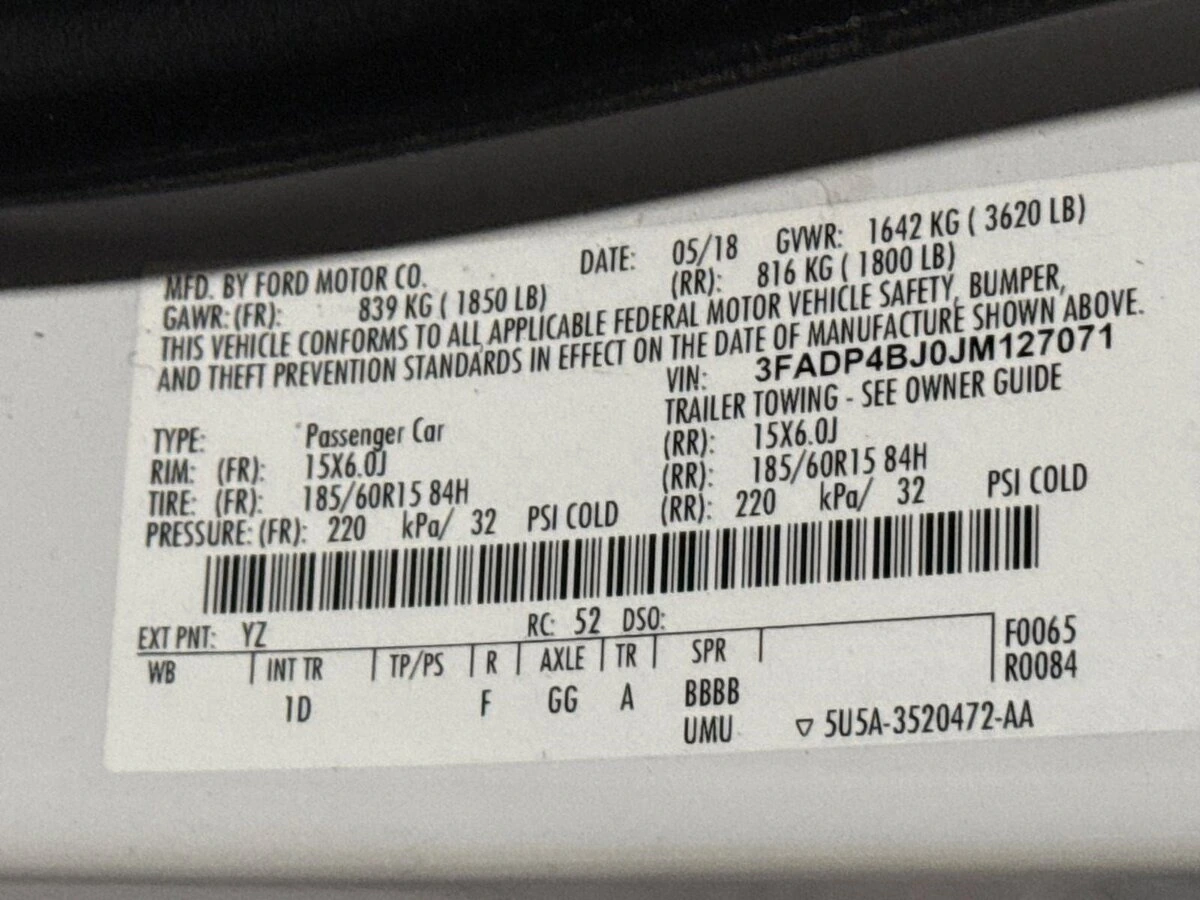 MFD. BY FORD MOTOR CO. DATE: 05/18 GVWR: 1642 KG ( 3620 LB)
GAWR: (FR): 839 KG ( 1850 LB) (RR): 816 KG ( 1800 LB)
THIS VEHICLE CONFORMS TO ALL APPLICABLE FEDERAL MOTOR VEHICLE SAFETY, BUMPER,
AND THEFT PREVENTION STANDARDS IN EFFECT ON THE DATE OF MANUFACTURE SHOWN ABOVE.
VIN: 3FADP4BJ0JM127071
TRAILER TOWING - SEE OWNER GUIDE
TYPE: Passenger Car
RIM: (FR): 15X6.0J (RR): 15X6.0J
TIRE: (FR): 185/60R15 84H (RR): 185/60R15 84H
PRESSURE: (FR): 220 kPa/ 32 PSI COLD (RR): 220 kPa/ 32 PSI COLD
EXT PNT: YZ RC: 52 DSO:
WB INT TR TP/PS R AXLE TR SPR F0065
1D F GG A BBBB R0084
UMU ▽ 5U5A-3520472-AA